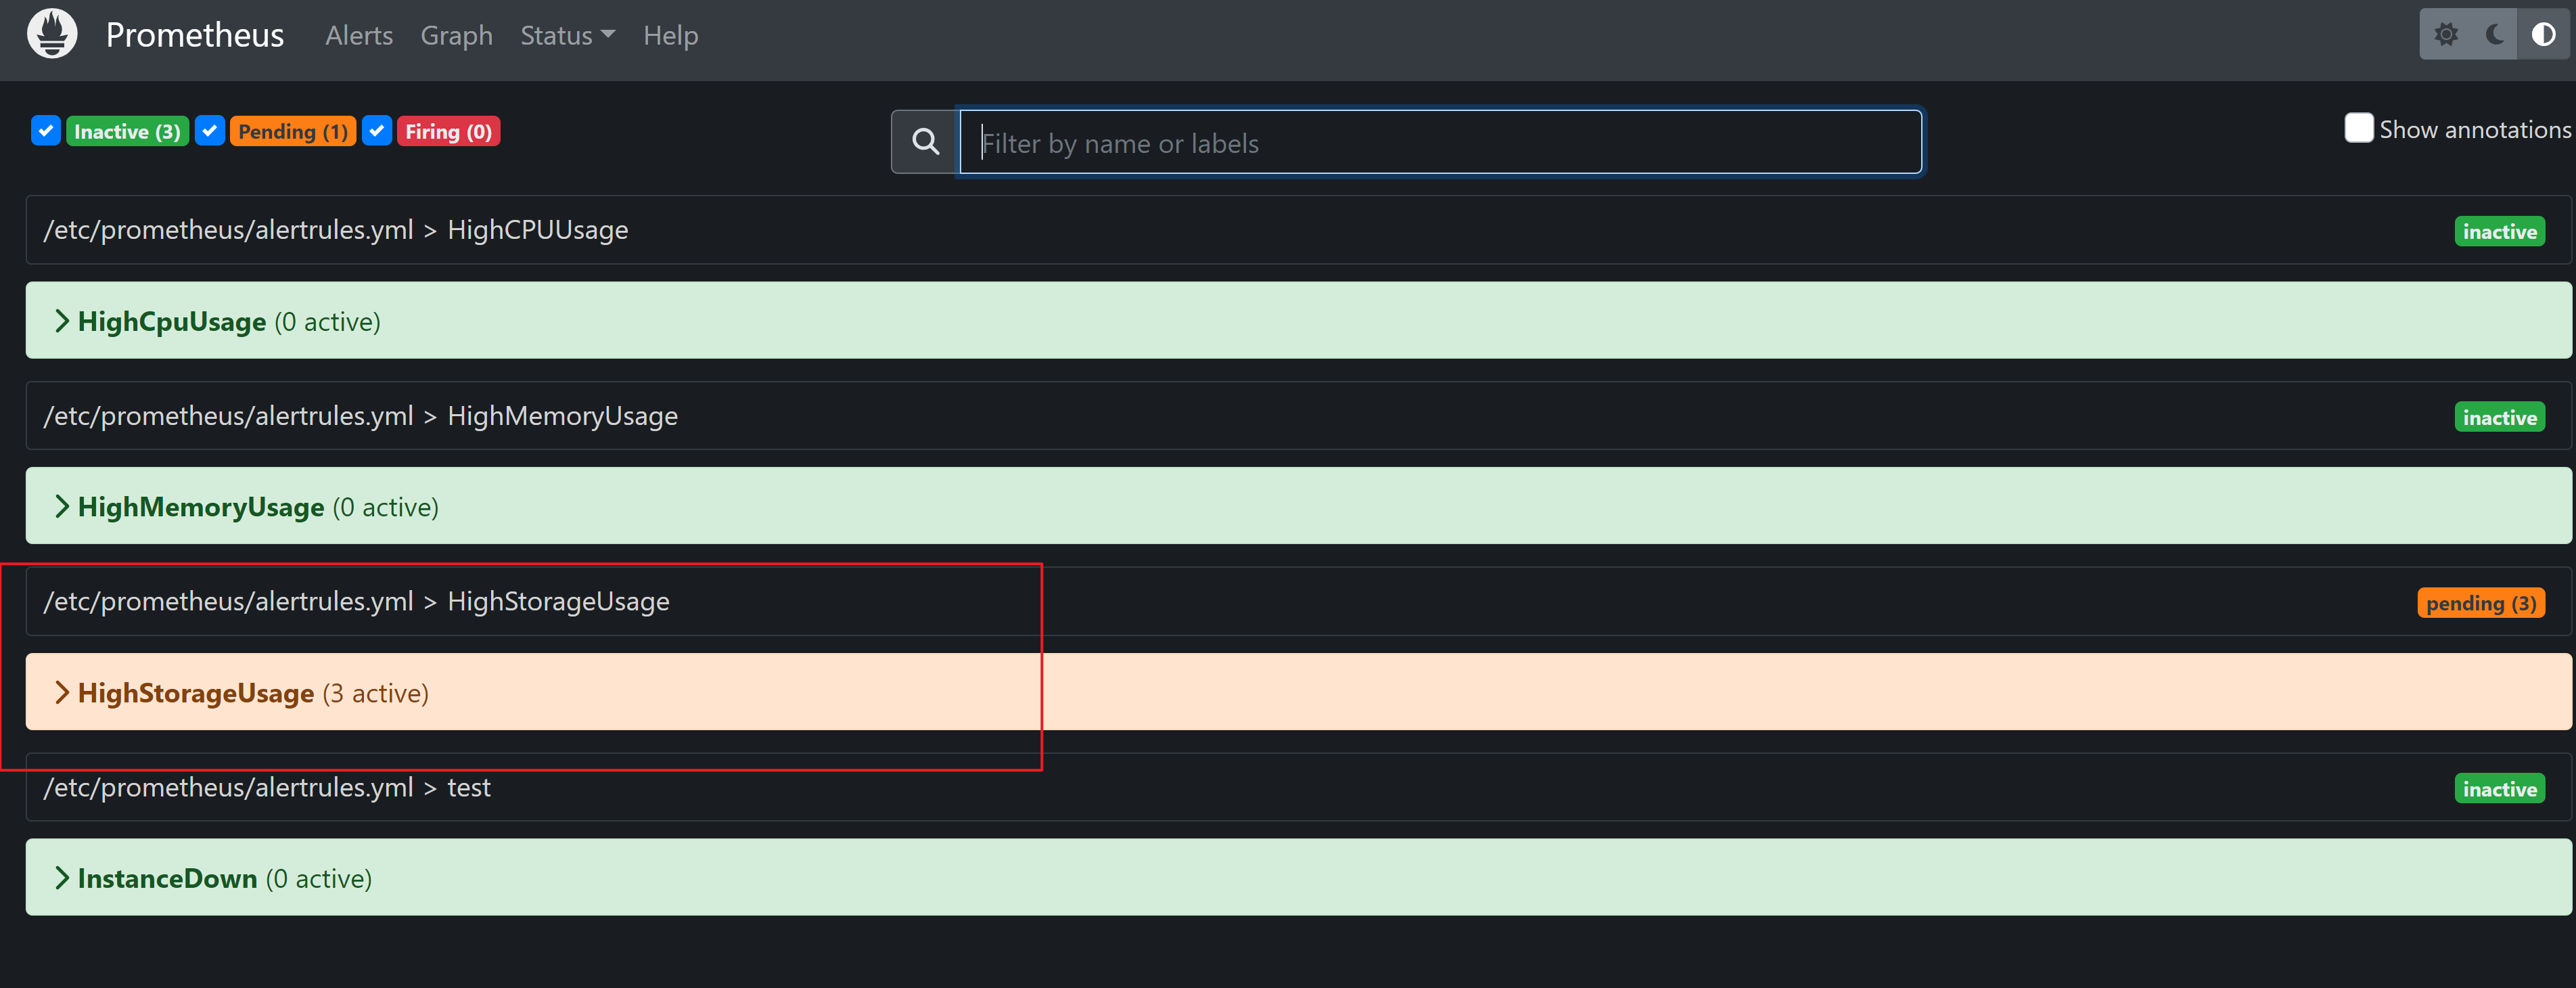 Prometheus Alerts Graph Status Help
Inactive (3) Pending (1) Firing (0) Filter by name or labels Show annotations
/etc/prometheus/alertrules.yml > HighCPUUsage inactive
HighCpuUsage (0 active)
/etc/prometheus/alertrules.yml > HighMemoryUsage inactive
HighMemoryUsage (0 active)
/etc/prometheus/alertrules.yml > HighStorageUsage pending (3)
HighStorageUsage (3 active)
/etc/prometheus/alertrules.yml > test inactive
InstanceDown (0 active)